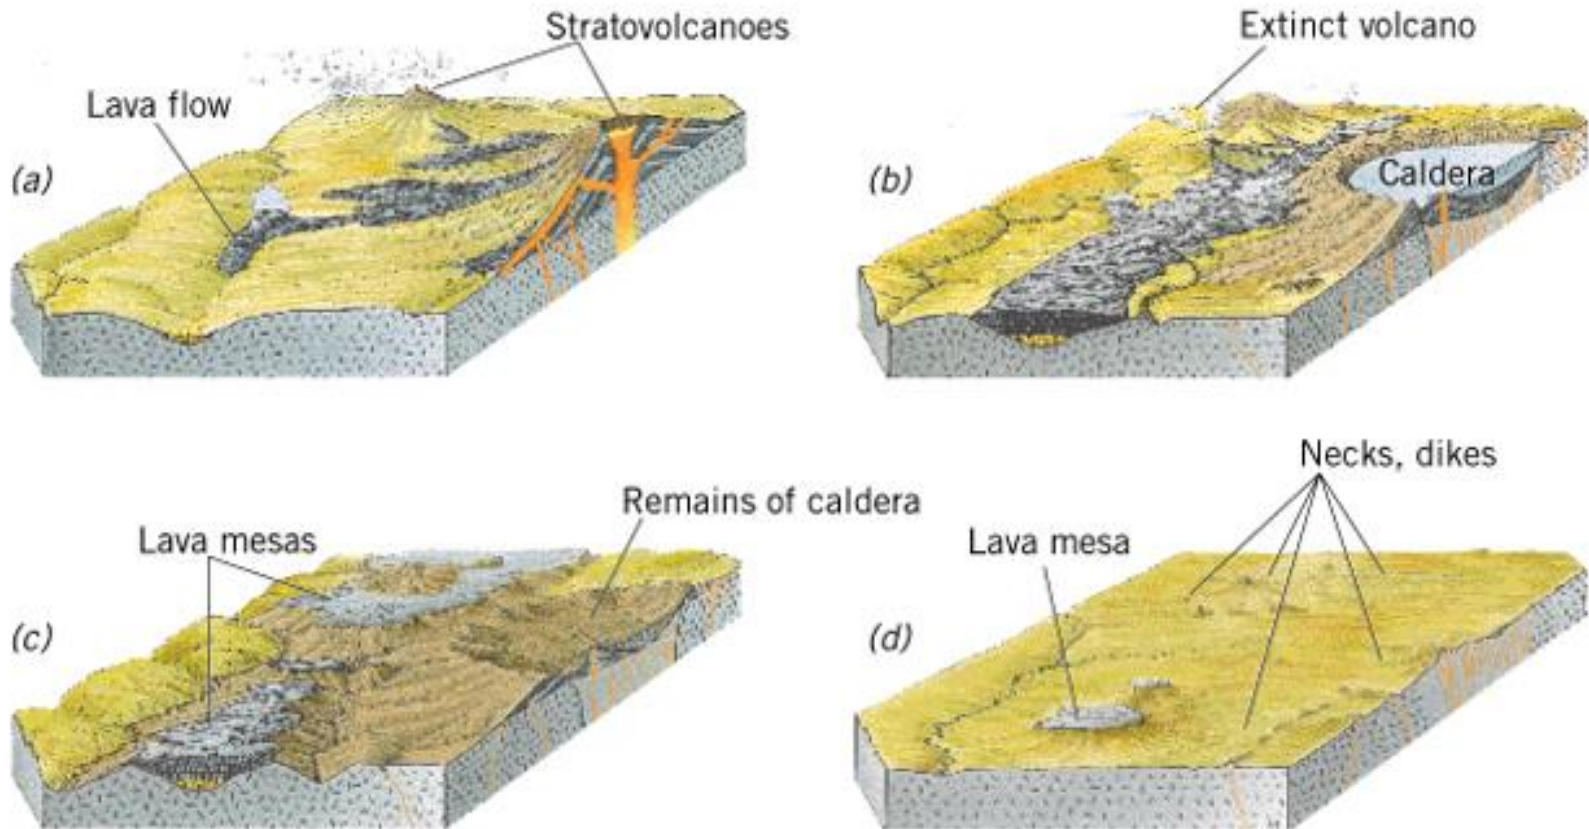 Stratovolcanoes
Lava flow
(a)
Extinct volcano
(b)
Caldera
Remains of caldera
Lava mesas
(c)
Necks, dikes
Lava mesa
(d)